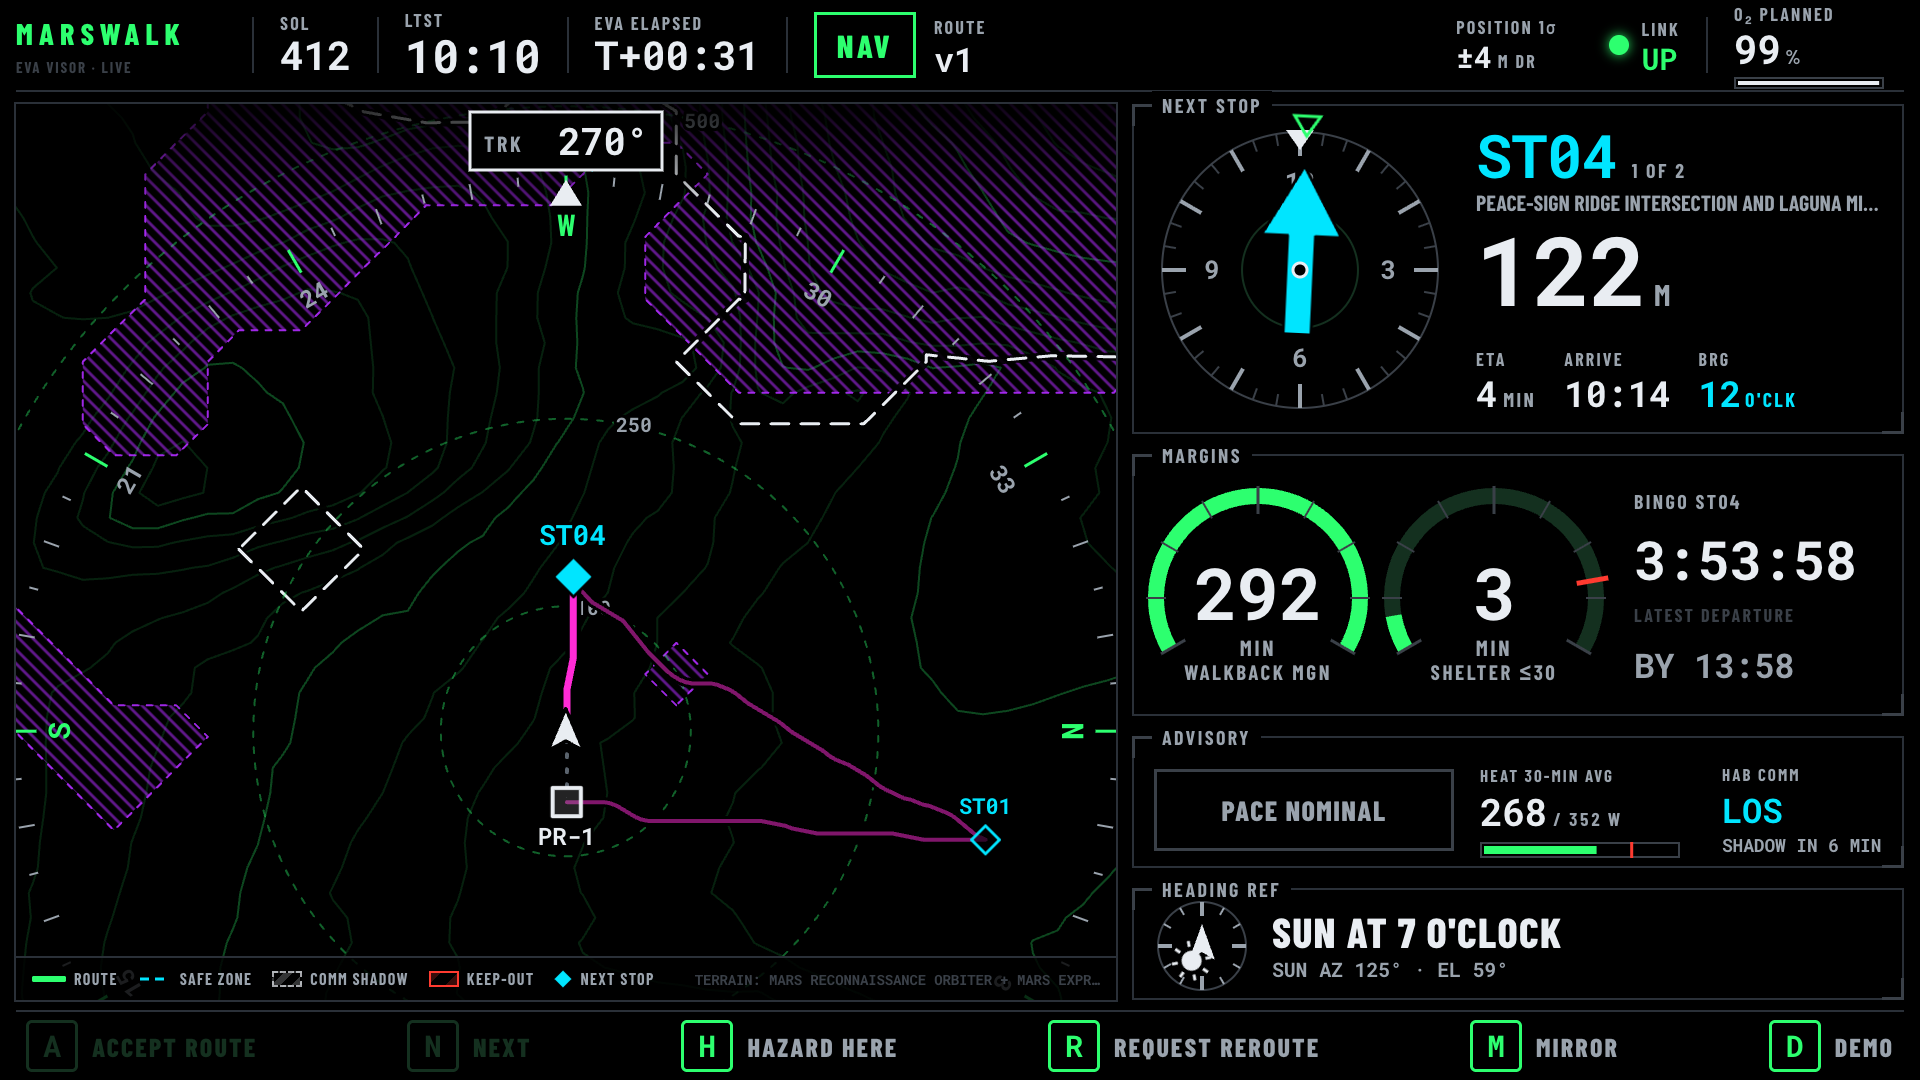 MARSWALK
EVA VISOR · LIVE
SOL
412
LTST
10:10
EVA ELAPSED
T+00:31
NAV
ROUTE
v1
POSITION 1σ
±4 M DR
LINK
UP
O₂ PLANNED
99 %
TRK 270°
W
500
24
30
250
21
33
ST04
S
N
PR-1
ST01
ROUTE
SAFE ZONE
COMM SHADOW
KEEP-OUT
NEXT STOP
TERRAIN: MARS RECONNAISSANCE ORBITER + MARS EXPR…
NEXT STOP
9
3
6
ST04 1 OF 2
PEACE-SIGN RIDGE INTERSECTION AND LAGUNA MI…
122 M
ETA
4 MIN
ARRIVE
10:14
BRG
12 O'CLK
MARGINS
292
MIN
WALKBACK MGN
3
MIN
SHELTER ≤30
BINGO ST04
3:53:58
LATEST DEPARTURE
BY 13:58
ADVISORY
PACE NOMINAL
HEAT 30-MIN AVG
268 / 352 W
HAB COMM
LOS
SHADOW IN 6 MIN
HEADING REF
SUN AT 7 O'CLOCK
SUN AZ 125° · EL 59°
A ACCEPT ROUTE
N NEXT
H HAZARD HERE
R REQUEST REROUTE
M MIRROR
D DEMO